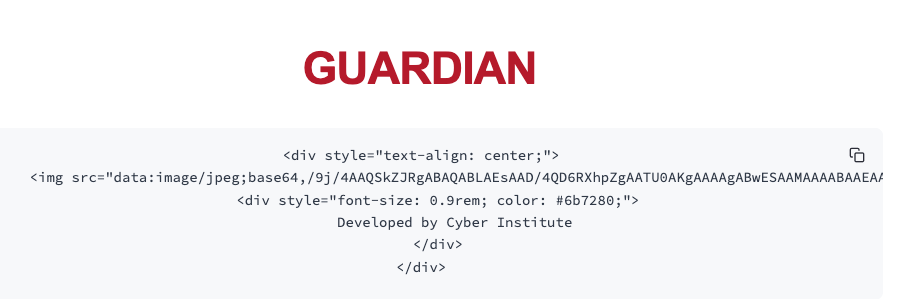 GUARDIAN
<div style="text-align: center;">
<img src="data:image/jpeg;base64,/9j/4AAQSkZJRgABAQABLAEsAAD/4QD6RXhpZgAATU0AKgAAAAgABwESAAMAAAABAAEAA
<div style="font-size: 0.9rem; color: #6b7280;">
Developed by Cyber Institute
</div>
</div>